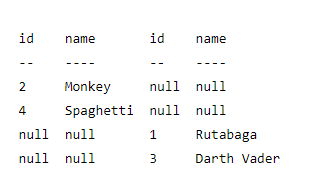 id    name       id    name
--    ----       --    ----
2     Monkey     null  null
4     Spaghetti  null  null
null  null       1     Rutabaga
null  null       3     Darth Vader